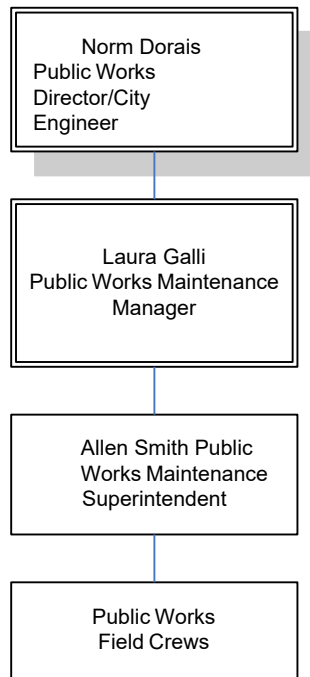 Norm Dorais
Public Works
Director/City
Engineer
Laura Galli
Public Works Maintenance
Manager
Allen Smith Public
Works Maintenance
Superintendent
Public Works
Field Crews